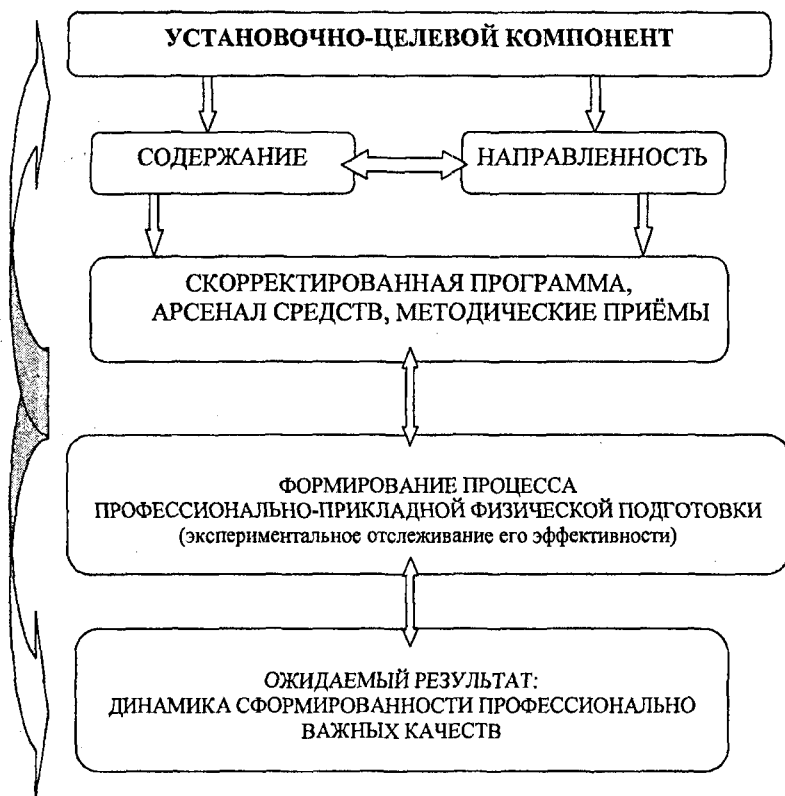 УСТАНОВОЧНО-ЦЕЛЕВОЙ КОМПОНЕНТ
СОДЕРЖАНИЕ
НАПРАВЛЕННОСТЬ
СКОРРЕКТИРОВАННАЯ ПРОГРАММА,
АРСЕНАЛ СРЕДСТВ, МЕТОДИЧЕСКИЕ ПРИЁМЫ
ФОРМИРОВАНИЕ ПРОЦЕССА
ПРОФЕССИОНАЛЬНО-ПРИКЛАДНОЙ ФИЗИЧЕСКОЙ ПОДГОТОВКИ
(экспериментальное отслеживание его эффективности)
ОЖИДАЕМЫЙ РЕЗУЛЬТАТ:
ДИНАМИКА СФОРМИРОВАННОСТИ ПРОФЕССИОНАЛЬНО
ВАЖНЫХ КАЧЕСТВ